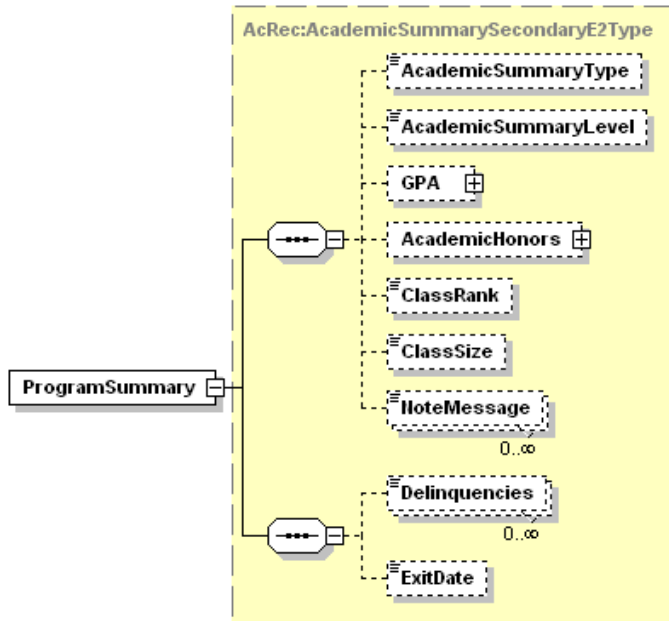 AcRec:AcademicSummarySecondaryE2Type
AcademicSummaryType
AcademicSummaryLevel
GPA
AcademicHonors
ClassRank
ClassSize
ProgramSummary
NoteMessage
0..∞
Delinquencies
0..∞
ExitDate